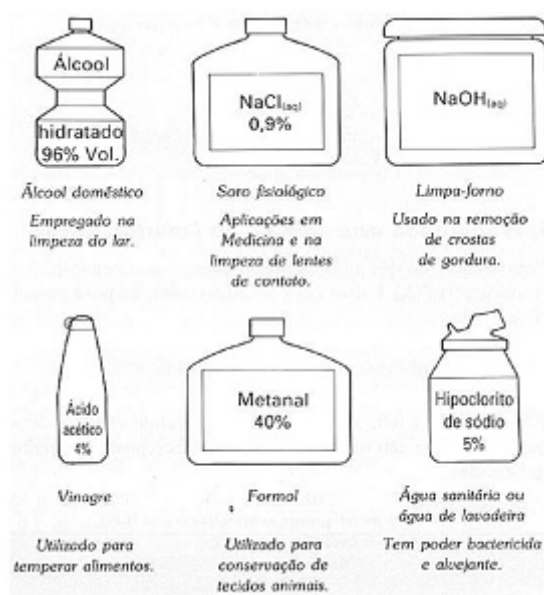 Álcool
hidratado
96% Vol.
NaCl(aq)
0,9%
NaOH(aq)
Álcool doméstico
Soro fisiológico
Limpa-forno
Empregado na
limpeza do lar.
Aplicações em
Medicina e na
limpeza de lentes
de contato.
Usado na remoção
de crostas
de gordura.
Ácido
acético
4%
Metanal
40%
Hipoclorito
de sódio
5%
Vinagre
Formol
Água sanitária ou
água de lavadeira
Utilizado para
temperar alimentos.
Utilizado para
conservação de
tecidos animais.
Tem poder bactericida
e alvejante.